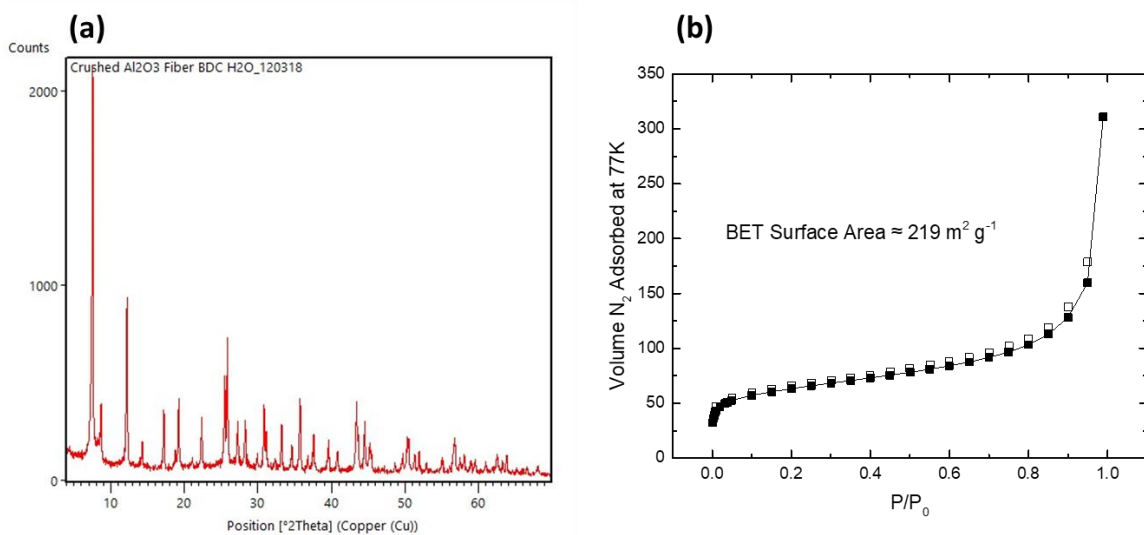 (a)
Counts
Crushed Al2O3 Fiber BDC H2O_120318
2000
1000
0
10 20 30 40 50 60
Position [°2Theta] (Copper (Cu))
(b)
Volume N₂ Adsorbed at 77K
350
300
250
200
150
100
50
0
BET Surface Area ≈ 219 m² g⁻¹
0.0 0.2 0.4 0.6 0.8 1.0
P/P₀